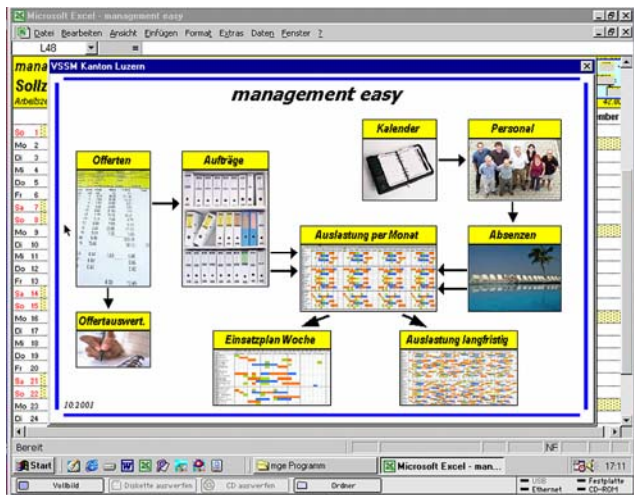 Microsoft Excel - management easy
Datei Bearbeiten Ansicht Einfügen Format Extras Daten Fenster ?
L48 =
mana VSSM Kanton Luzern
Sollz
Arbeitsze
42.00
ember
management easy
Kalender Personal
Offerten Aufträge
Auslastung per Monat Absenzen
Offertauswert. Einsatzplan Woche Auslastung langfristig
So 1
Mo 2
Di 3
Mi 4
Do 5
Fr 6
Sa 7
So 8
Mo 9
Di 10
Mi 11
Do 12
Fr 13
Sa 14
So 15
Mo 16
Di 17
Mi 18
Do 19
Fr 20
Sa 21
So 22
Mo 23
Di 24
10.2001
Bereit NF
Start mge Programm Microsoft Excel - man... 17:11
Vollbild Diskette auswerfen CD auswerfen Ordner USB Festplatte
Ethernet CD-ROM